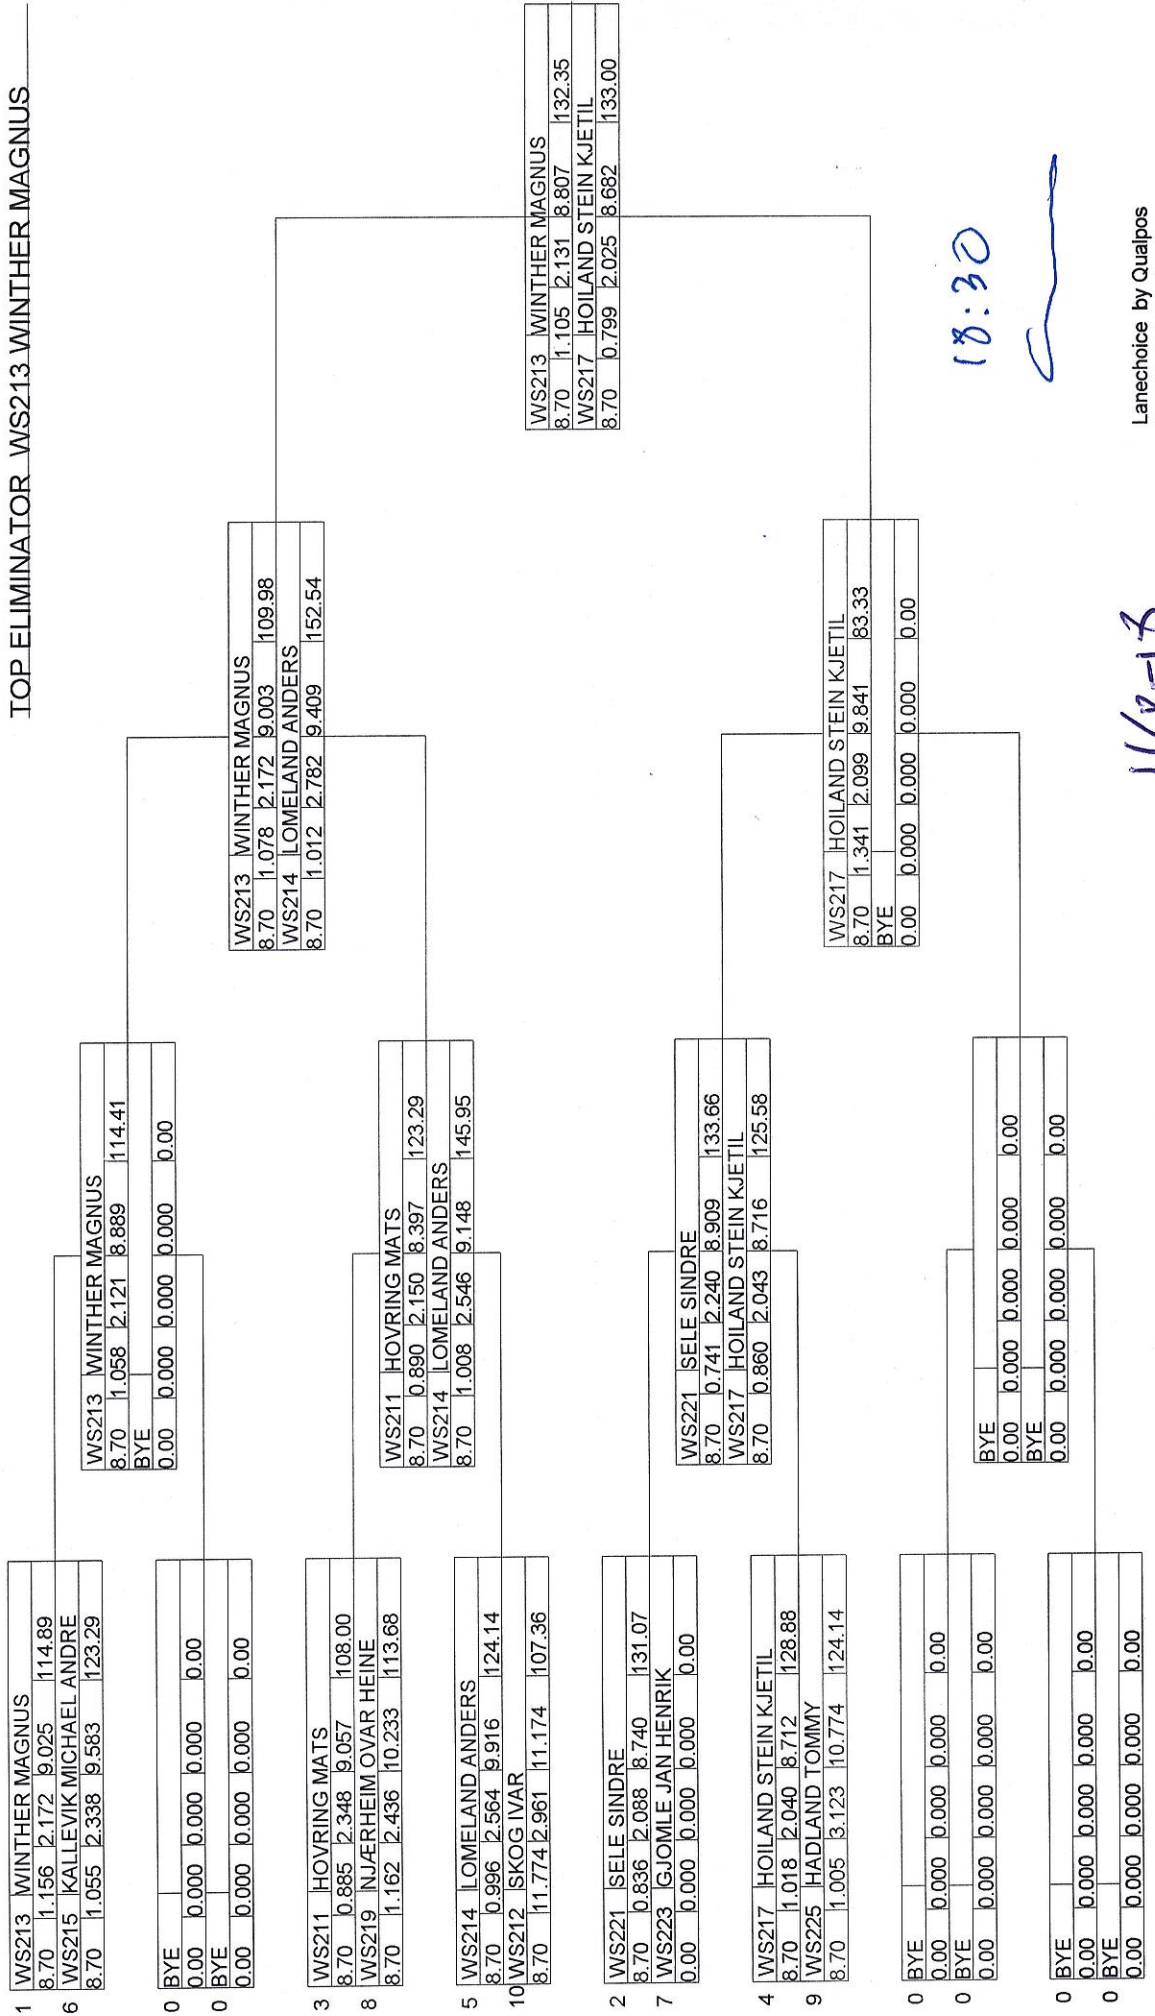 TOP ELIMINATOR WS213 WINTHER MAGNUS
1 WS213 WINTHER MAGNUS
8.70 1.156 2.172 9.025 114.89
6 WS215 KALLEVIK MICHAEL ANDRE
8.70 1.055 2.338 9.583 123.29
0 BYE
0.00 0.000 0.000 0.000 0.00
0 BYE
0.00 0.000 0.000 0.000 0.00
3 WS211 HOVRING MATS
8.70 0.885 2.348 9.057 108.00
8 WS219 NJÆRHEIM OVAR HEINE
8.70 1.162 2.436 10.233 113.68
5 WS214 LOMELAND ANDERS
8.70 0.996 2.564 9.916 124.14
10 WS212 SKOG IVAR
8.70 11.774 2.961 11.174 107.36
2 WS221 SELE SINDRE
8.70 0.836 2.088 8.740 131.07
7 WS223 GJOMLE JAN HENRIK
0.00 0.000 0.000 0.000 0.00
4 WS217 HOILAND STEIN KJETIL
8.70 1.018 2.040 8.712 128.88
9 WS225 HADLAND TOMMY
8.70 1.005 3.123 10.774 124.14
0 BYE
0.00 0.000 0.000 0.000 0.00
0 BYE
0.00 0.000 0.000 0.000 0.00
0 BYE
0.00 0.000 0.000 0.000 0.00
0 BYE
0.00 0.000 0.000 0.000 0.00
WS213 WINTHER MAGNUS
8.70 1.058 2.121 8.889 114.41
BYE
0.00 0.000 0.000 0.000 0.00
WS211 HOVRING MATS
8.70 0.890 2.150 8.397 123.29
WS214 LOMELAND ANDERS
8.70 1.008 2.546 9.148 145.95
WS221 SELE SINDRE
8.70 0.741 2.240 8.909 133.66
WS217 HOILAND STEIN KJETIL
8.70 0.860 2.043 8.716 125.58
BYE
0.00 0.000 0.000 0.000 0.00
BYE
0.00 0.000 0.000 0.000 0.00
WS213 WINTHER MAGNUS
8.70 1.078 2.172 9.003 109.98
WS214 LOMELAND ANDERS
8.70 1.012 2.782 9.409 152.54
WS217 HOILAND STEIN KJETIL
8.70 1.341 2.099 9.841 83.33
BYE
0.00 0.000 0.000 0.000 0.00
WS213 WINTHER MAGNUS
8.70 1.105 2.131 8.807 132.35
WS217 HOILAND STEIN KJETIL
8.70 0.799 2.025 8.682 133.00
18:30
Lanechoice by Qualpos